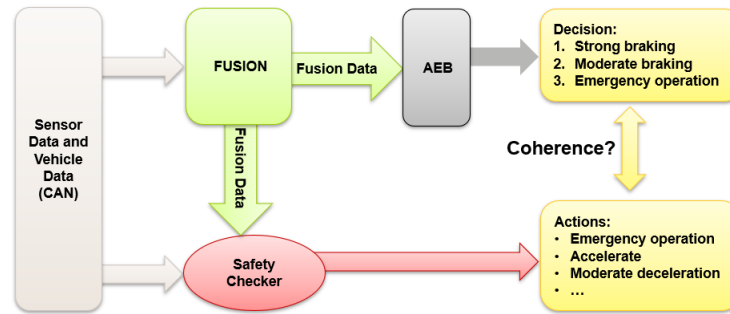 Sensor
Data and
Vehicle
Data
(CAN)
FUSION
Fusion Data
Fusion Data
AEB
Decision:
1. Strong braking
2. Moderate braking
3. Emergency operation
Coherence?
Safety
Checker
Actions:
• Emergency operation
• Accelerate
• Moderate deceleration
• ...